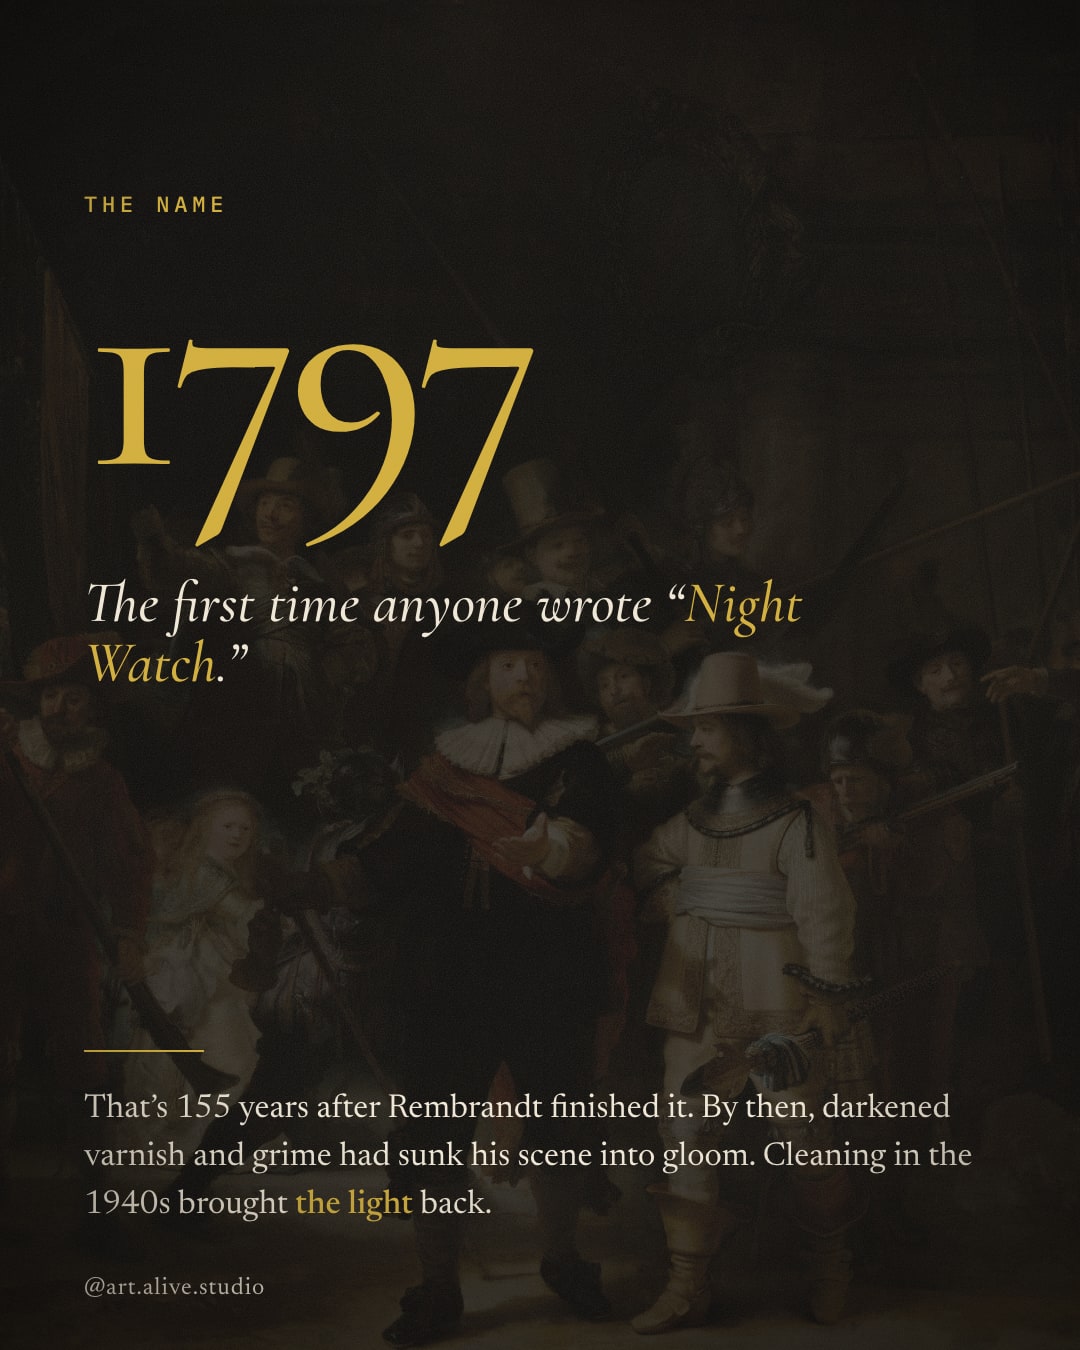 THE NAME
1797
The first time anyone wrote “Night
Watch.”
That’s 155 years after Rembrandt finished it. By then, darkened
varnish and grime had sunk his scene into gloom. Cleaning in the
1940s brought the light back.
@art.alive.studio